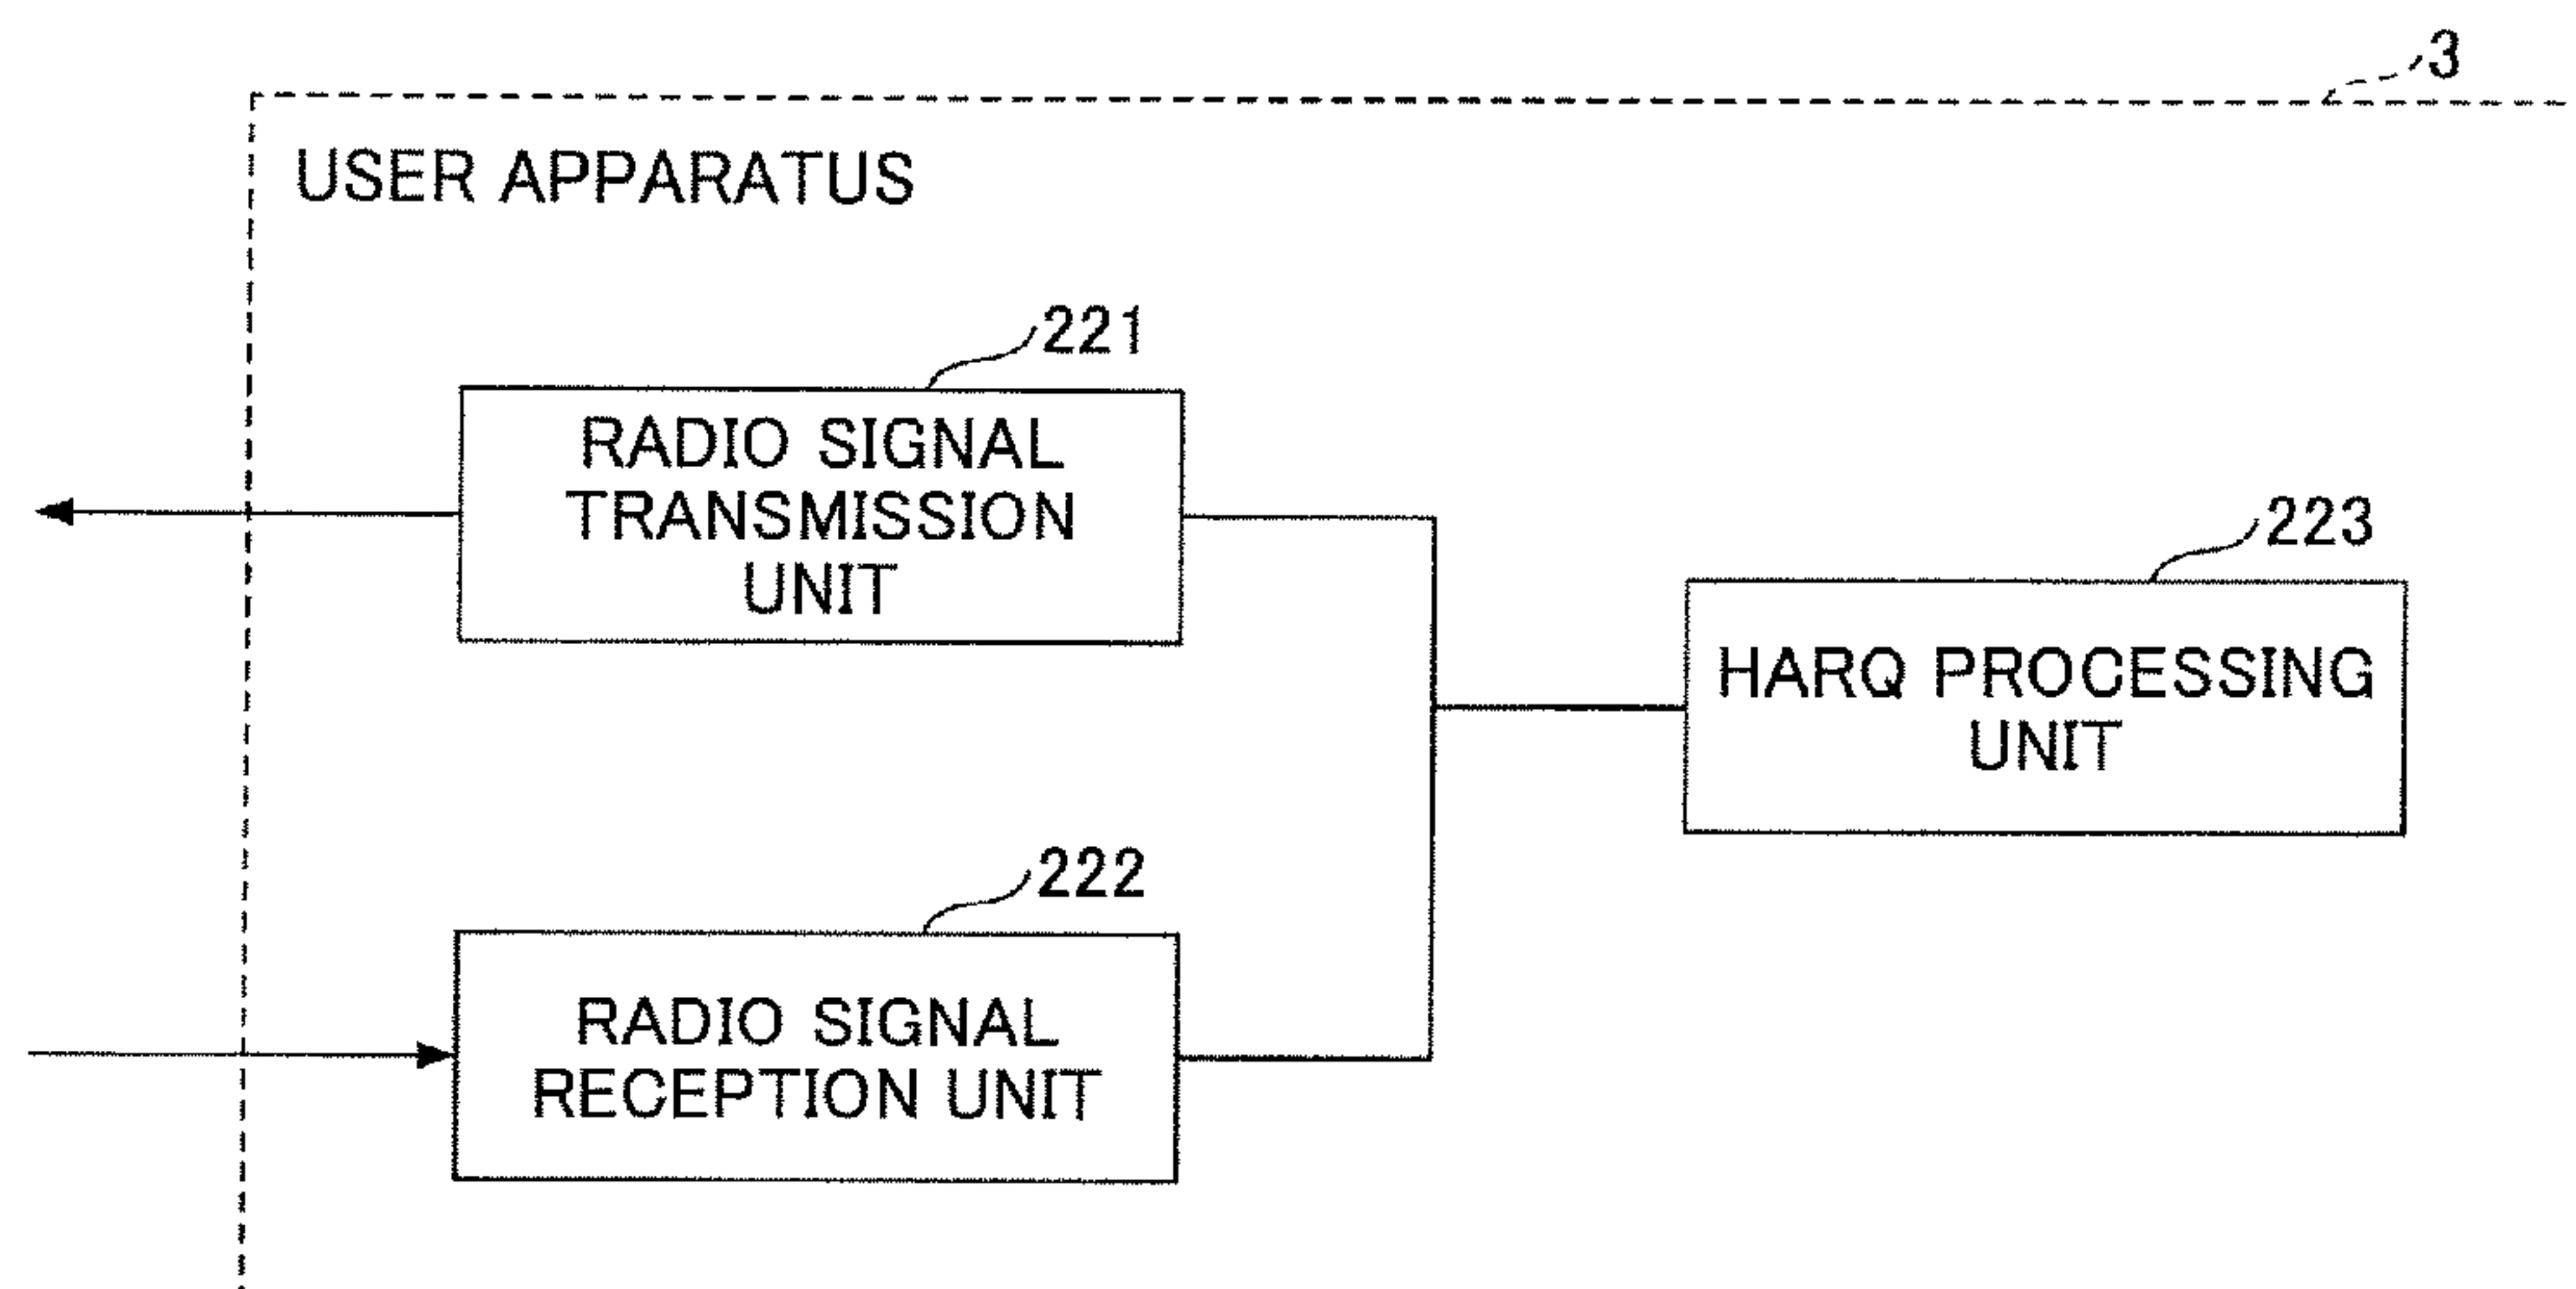 3
USER APPARATUS
221
RADIO SIGNAL
TRANSMISSION
UNIT
223
HARQ PROCESSING
UNIT
222
RADIO SIGNAL
RECEPTION UNIT